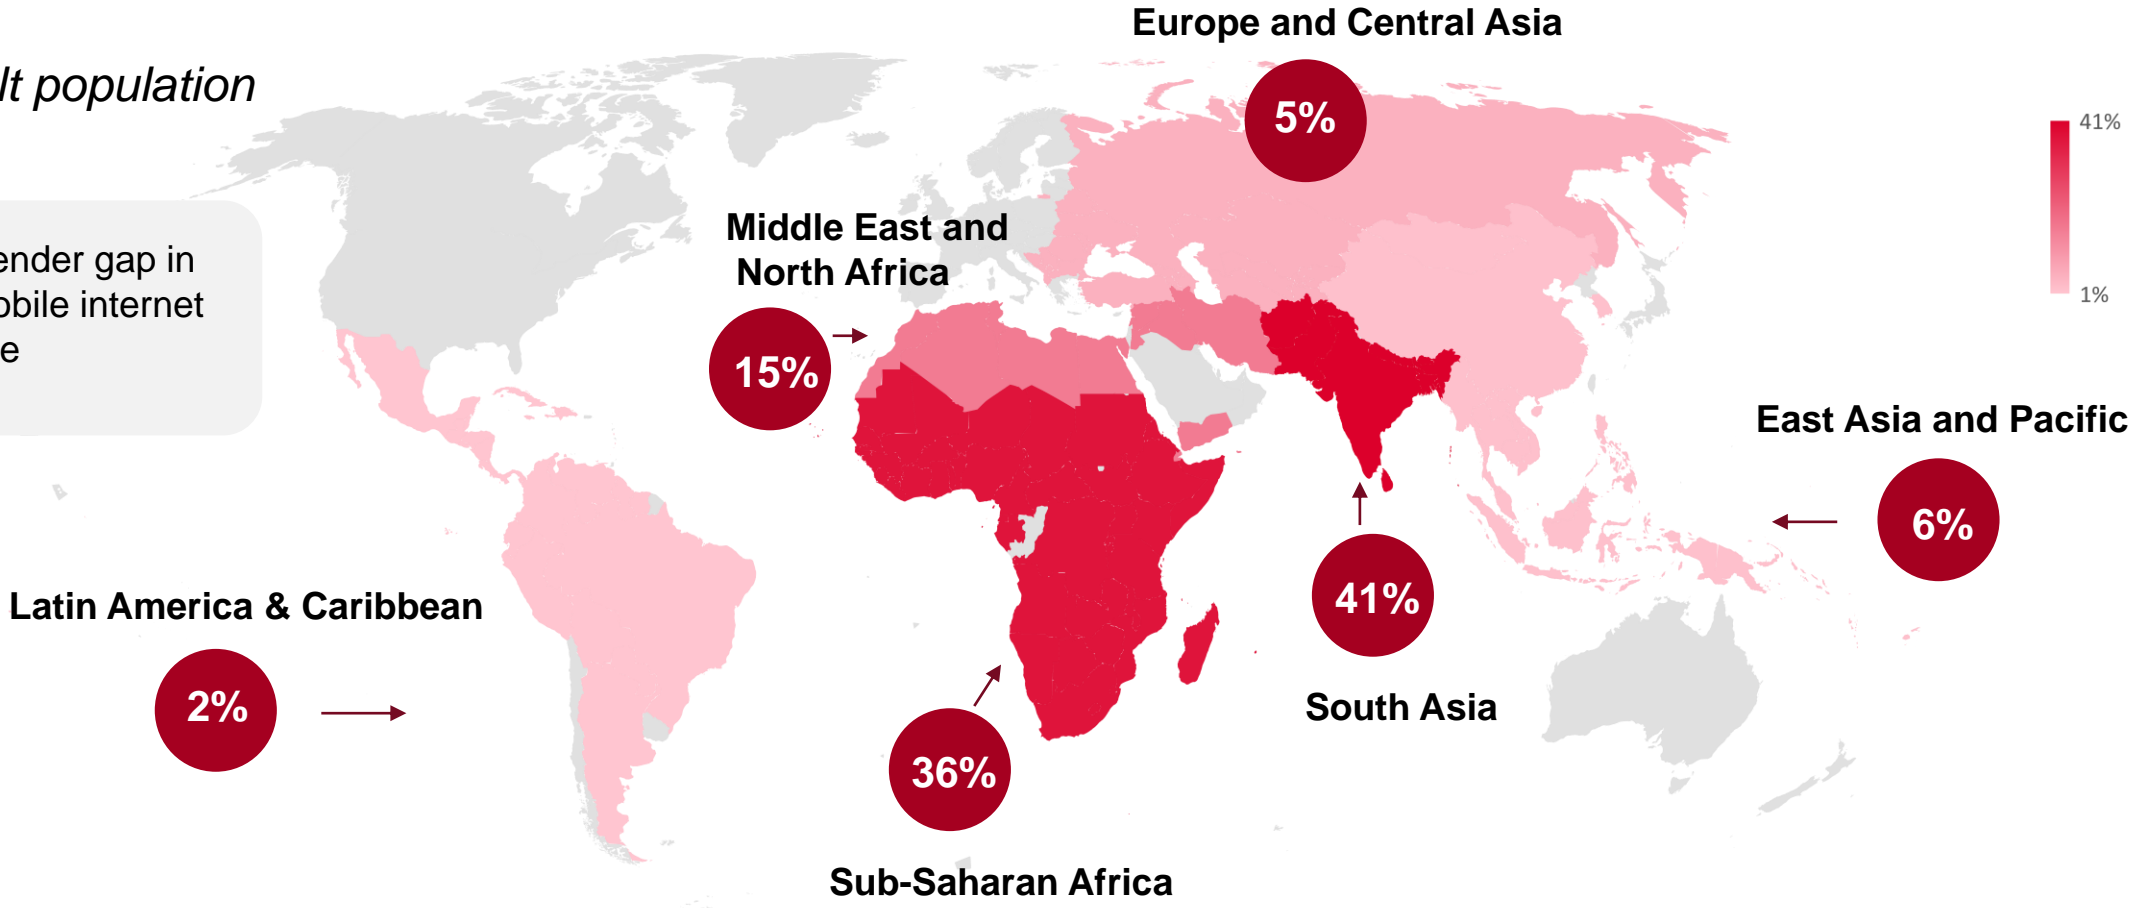 Europe and Central Asia
5%
lt population
41%
1%
ender gap in
obile internet
e
Middle East and
North Africa
15%
East Asia and Pacific
6%
Latin America & Caribbean
2%
41%
South Asia
36%
Sub-Saharan Africa